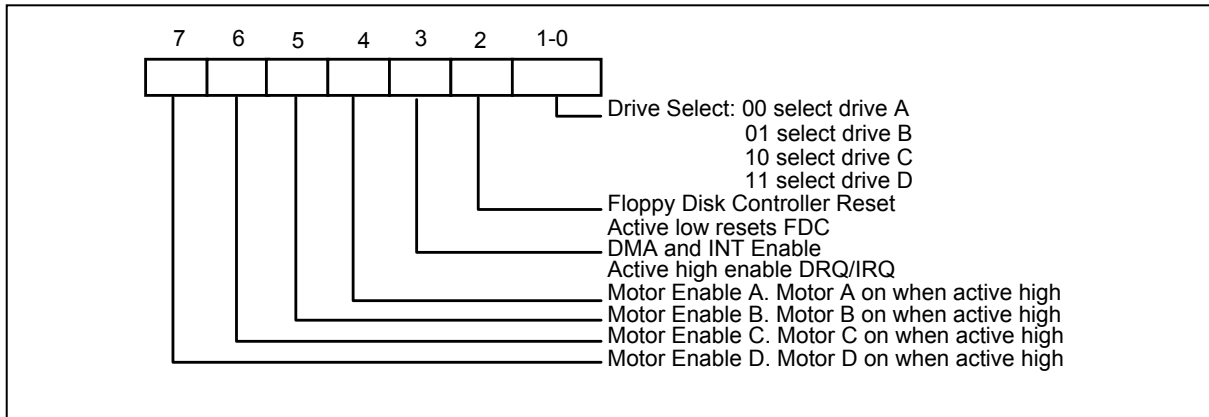 7 6 5 4 3 2 1-0
Drive Select: 00 select drive A
01 select drive B
10 select drive C
11 select drive D
Floppy Disk Controller Reset
Active low resets FDC
DMA and INT Enable
Active high enable DRQ/IRQ
Motor Enable A. Motor A on when active high
Motor Enable B. Motor B on when active high
Motor Enable C. Motor C on when active high
Motor Enable D. Motor D on when active high